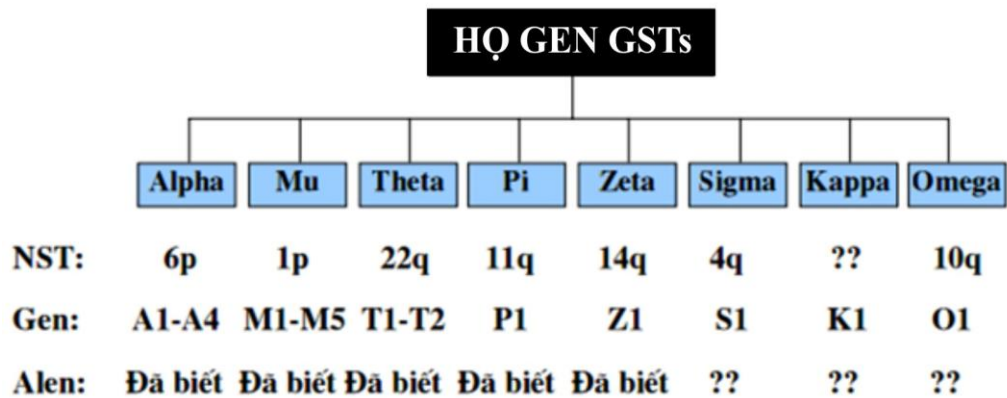 HỌ GEN GSTs
Alpha Mu Theta Pi Zeta Sigma Kappa Omega
NST: 6p 1p 22q 11q 14q 4q ?? 10q
Gen: A1-A4 M1-M5 T1-T2 P1 Z1 S1 K1 O1
Alen: Đã biết Đã biết Đã biết Đã biết Đã biết ?? ?? ??